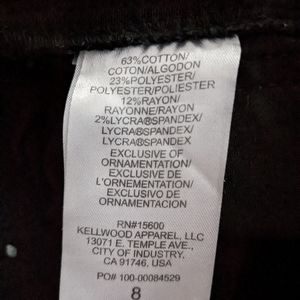 63%COTTON/
COTON/ALGODON
23%POLYESTER/
POLYESTER/POLIESTER
12%RAYON/
RAYONNE/RAYON
2%LYCRA®SPANDEX/
LYCRA®SPANDEX/
LYCRA®SPANDEX
EXCLUSIVE OF
ORNAMENTATION/
EXCLUSIVE DE
L'ORNEMENTATION/
EXCLUSIVO DE
ORNAMENTACION
RN#15600
KELLWOOD APPAREL, LLC
13071 E. TEMPLE AVE.,
CITY OF INDUSTRY,
CA 91746, USA
PO# 100-00084529
8